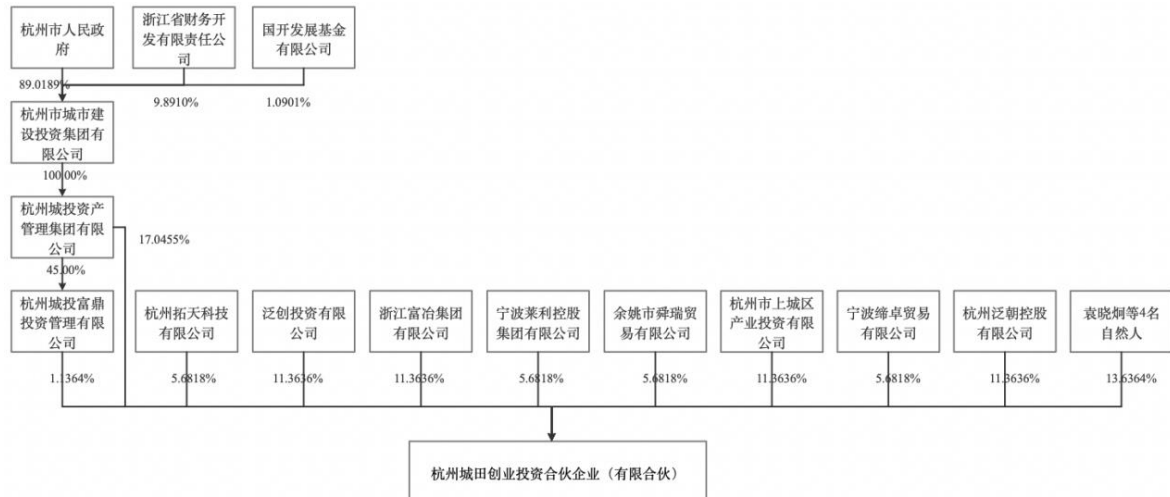 杭州市人民政
府
浙江省财务开
发有限责任公
司
国开发展基金
有限公司
89.0189%
9.8910%
1.0901%
杭州市城市建
设投资集团有
限公司
100.00%
杭州城投资产
管理集团有限
公司
17.0455%
45.00%
杭州城投富鼎
投资管理有限
公司
杭州拓天科技
有限公司
泛创投资有限
公司
浙江富冶集团
有限公司
宁波莱利控股
集团有限公司
余姚市舜瑞贸
易有限公司
杭州市上城区
产业投资有限
公司
宁波缔卓贸易
有限公司
杭州泛朝控股
有限公司
袁晓炯等4名
自然人
1.1364%
5.6818%
11.3636%
11.3636%
5.6818%
5.6818%
11.3636%
5.6818%
11.3636%
13.6364%
杭州城田创业投资合伙企业（有限合伙）